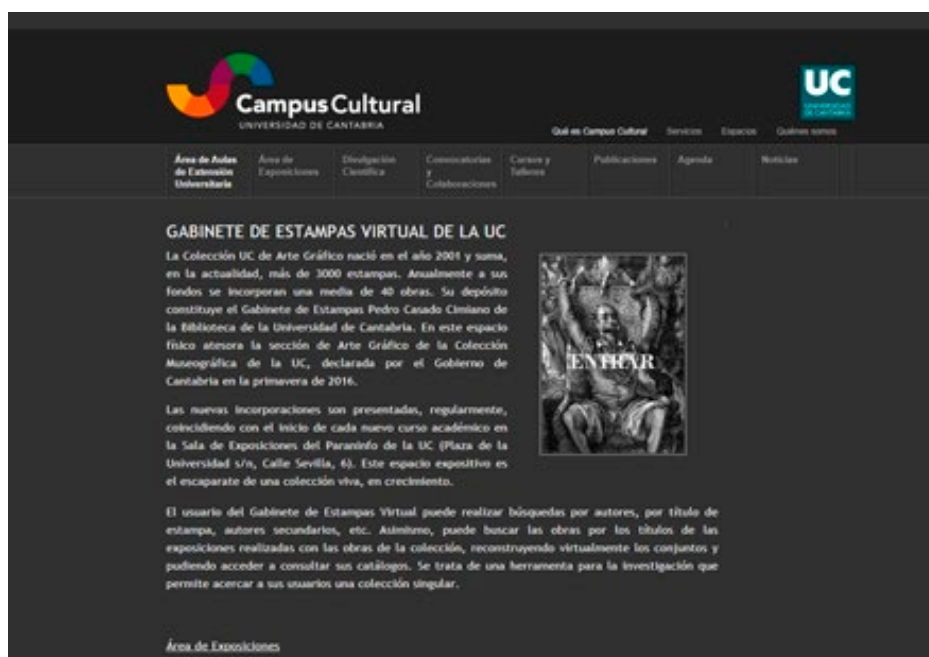 Campus Cultural
UNIVERSIDAD DE CANTABRIA
UC
UNIVERSIDAD
DE CANTABRIA
Qué es Campus Cultural Servicios Espacios Quiénes somos
Área de Aulas
de Extensión
Universitaria
Área de
Exposiciones
Divulgación
Científica
Convocatorias
y
Colaboraciones
Cursos y
Talleres
Publicaciones
Agenda
Noticias
GABINETE DE ESTAMPAS VIRTUAL DE LA UC
La Colección UC de Arte Gráfico nació en el año 2001 y suma,
en la actualidad, más de 3000 estampas. Anualmente a sus
fondos se incorporan una media de 40 obras. Su depósito
constituye el Gabinete de Estampas Pedro Casado Cimiano de
la Biblioteca de la Universidad de Cantabria. En este espacio
físico atesora la sección de Arte Gráfico de la Colección
Museográfica de la UC, declarada por el Gobierno de
Cantabria en la primavera de 2016.
ENTRAR
Las nuevas incorporaciones son presentadas, regularmente,
coincidiendo con el inicio de cada nuevo curso académico en
la Sala de Exposiciones del Paraninfo de la UC (Plaza de la
Universidad s/n, Calle Sevilla, 6). Este espacio expositivo es
el escaparate de una colección viva, en crecimiento.
El usuario del Gabinete de Estampas Virtual puede realizar búsquedas por autores, por título de
estampa, autores secundarios, etc. Asimismo, puede buscar las obras por los títulos de las
exposiciones realizadas con las obras de la colección, reconstruyendo virtualmente los conjuntos y
pudiendo acceder a consultar sus catálogos. Se trata de una herramenta para la investigación que
permite acercar a sus usuarios una colección singular.
Área de Exposiciones